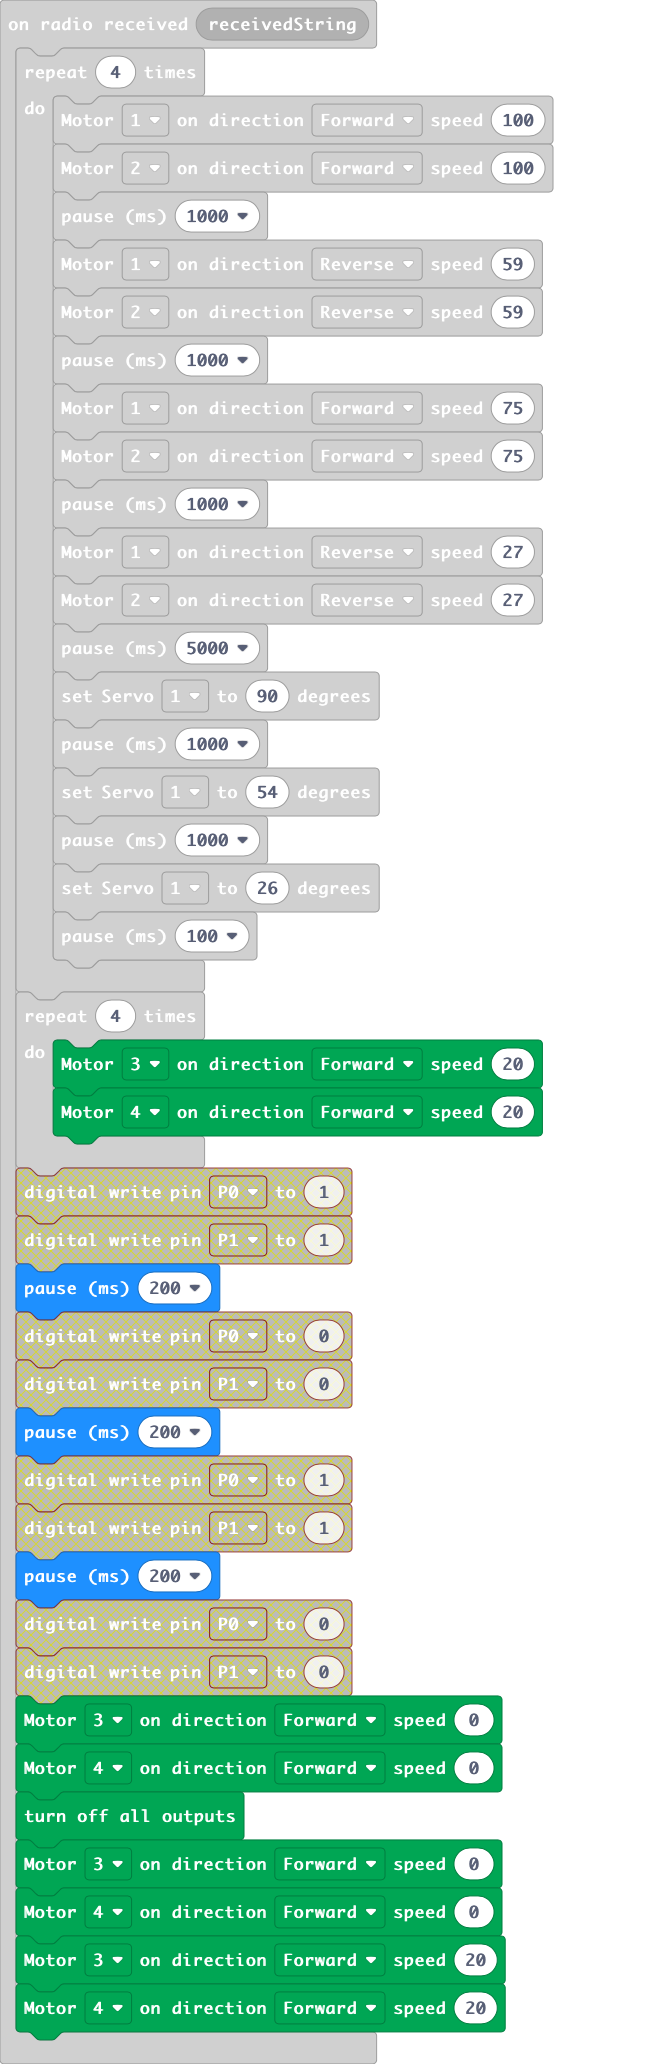 on radio received receivedString
repeat 4 times
do
Motor 1 on direction Forward speed 100
Motor 2 on direction Forward speed 100
pause (ms) 1000
Motor 1 on direction Reverse speed 59
Motor 2 on direction Reverse speed 59
pause (ms) 1000
Motor 1 on direction Forward speed 75
Motor 2 on direction Forward speed 75
pause (ms) 1000
Motor 1 on direction Reverse speed 27
Motor 2 on direction Reverse speed 27
pause (ms) 5000
set Servo 1 to 90 degrees
pause (ms) 1000
set Servo 1 to 54 degrees
pause (ms) 1000
set Servo 1 to 26 degrees
pause (ms) 100
repeat 4 times
do
Motor 3 on direction Forward speed 20
Motor 4 on direction Forward speed 20
digital write pin P0 to 1
digital write pin P1 to 1
pause (ms) 200
digital write pin P0 to 0
digital write pin P1 to 0
pause (ms) 200
digital write pin P0 to 1
digital write pin P1 to 1
pause (ms) 200
digital write pin P0 to 0
digital write pin P1 to 0
Motor 3 on direction Forward speed 0
Motor 4 on direction Forward speed 0
turn off all outputs
Motor 3 on direction Forward speed 0
Motor 4 on direction Forward speed 0
Motor 3 on direction Forward speed 20
Motor 4 on direction Forward speed 20